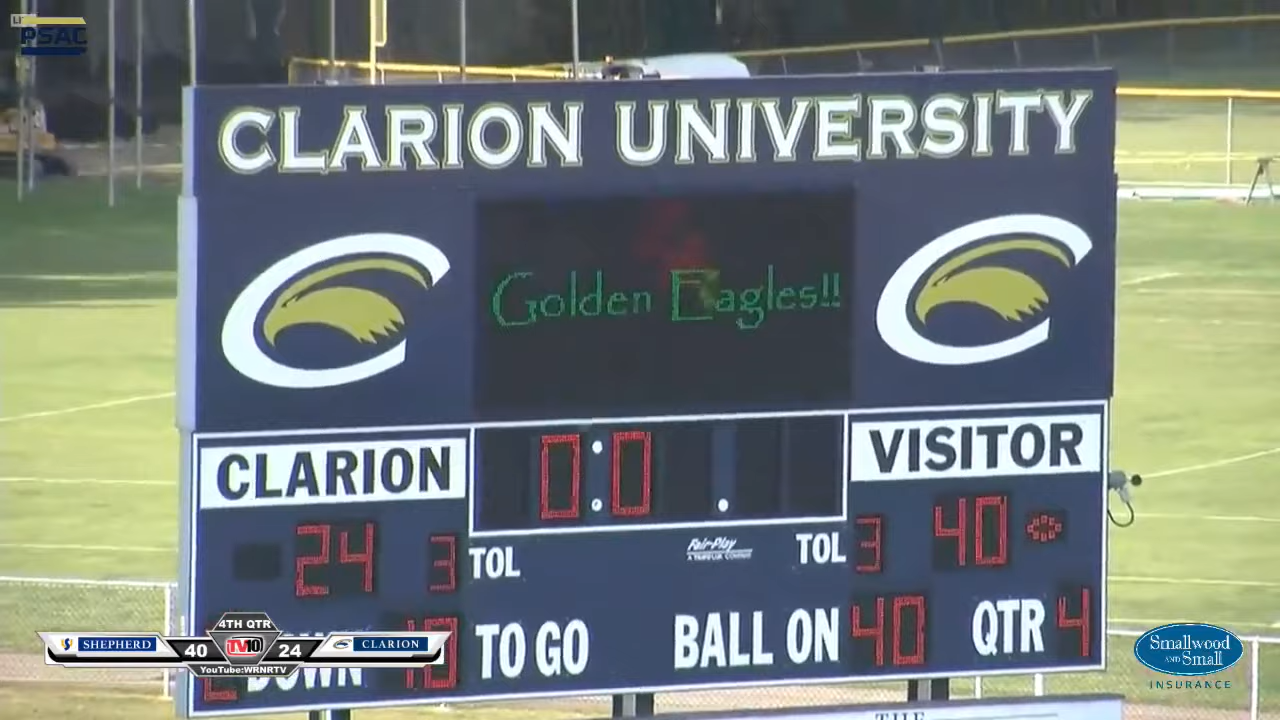 PSAC
CLARION UNIVERSITY
Golden Eagles!!
CLARION
0:0
VISITOR
24 3 TOL
Fair-Play
TOL 3 40
DOWN 10 TO GO BALL ON 40 QTR 4
4TH QTR
SHEPHERD 40 TV10 24 CLARION
YouTube:WRNRTV
Smallwood
AND Small
INSURANCE
THE